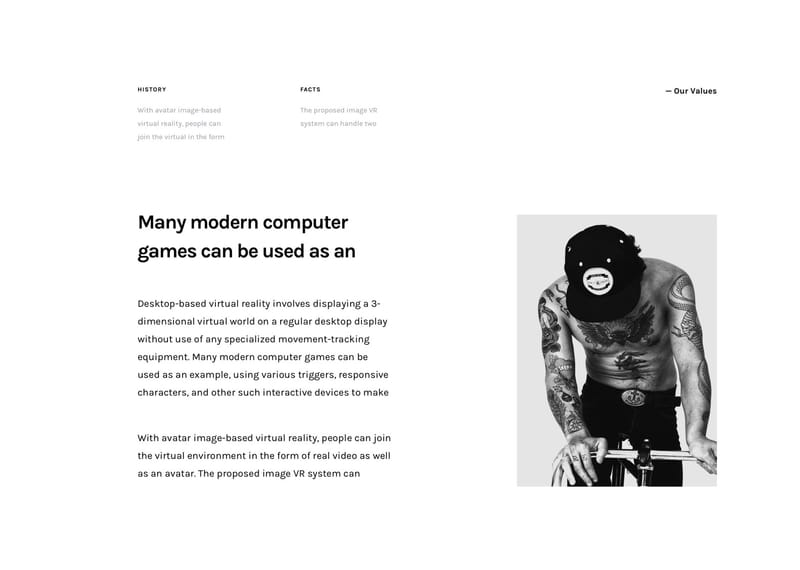 HISTORY
With avatar image-based
virtual reality, people can
join the virtual in the form
FACTS
The proposed image VR
system can handle two
— Our Values
Many modern computer
games can be used as an
Desktop-based virtual reality involves displaying a 3-
dimensional virtual world on a regular desktop display
without use of any specialized movement-tracking
equipment. Many modern computer games can be
used as an example, using various triggers, responsive
characters, and other such interactive devices to make
With avatar image-based virtual reality, people can join
the virtual environment in the form of real video as well
as an avatar. The proposed image VR system can